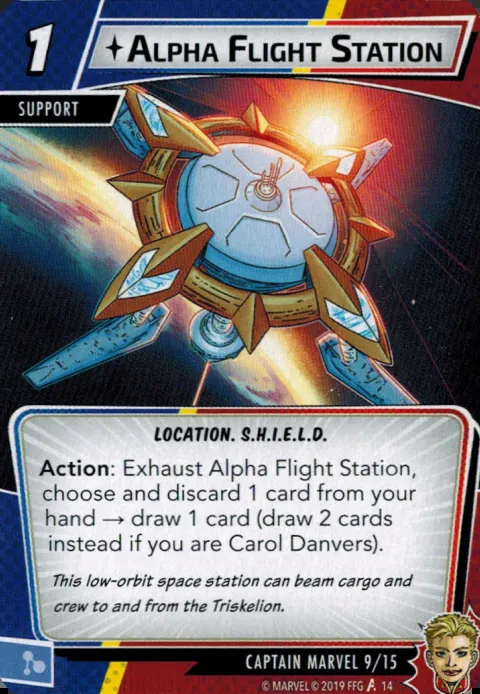 1
ALPHA FLIGHT STATION
SUPPORT
LOCATION. S.H.I.E.L.D.
Action: Exhaust Alpha Flight Station,
choose and discard 1 card from your
hand → draw 1 card (draw 2 cards
instead if you are Carol Danvers).
This low-orbit space station can beam cargo and
crew to and from the Triskelion.
CAPTAIN MARVEL 9/15
© MARVEL © 2019 FFG 14